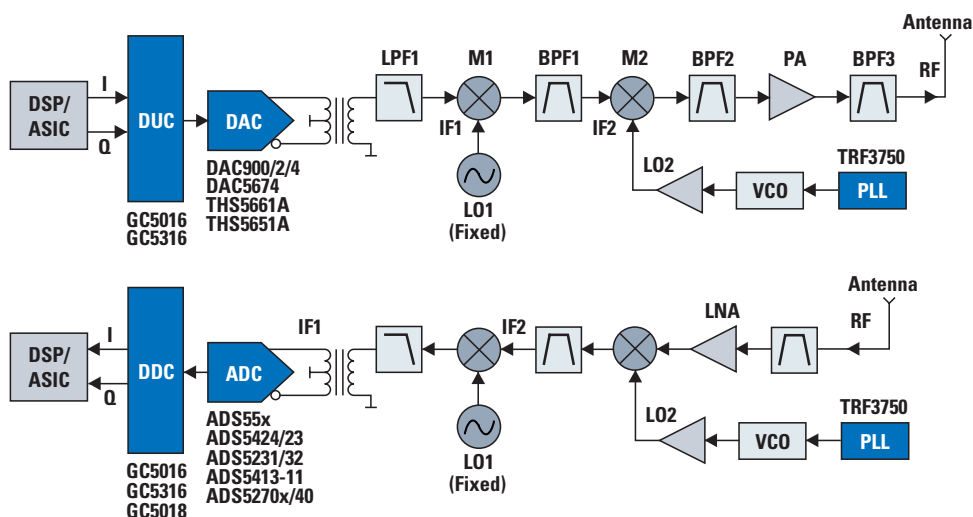 Antenna
LPF1
M1
BPF1
M2
BPF2
PA
BPF3
RF
DSP/
ASIC
I
Q
DUC
DAC
IF1
IF2
DAC900/2/4
DAC5674
THS5661A
THS5651A
GC5016
GC5316
LO1
(Fixed)
LO2
VCO
TRF3750
PLL
Antenna
RF
LNA
IF1
IF2
DSP/
ASIC
I
Q
DDC
ADC
ADS55x
ADS5424/23
ADS5231/32
ADS5413-11
ADS5270x/40
GC5016
GC5316
GC5018
LO1
(Fixed)
LO2
VCO
TRF3750
PLL